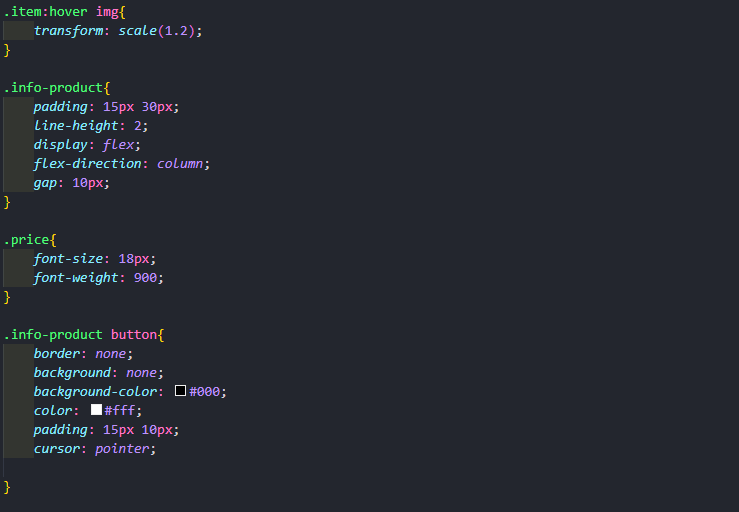 .item:hover img{
    transform: scale(1.2);
}

.info-product{
    padding: 15px 30px;
    line-height: 2;
    display: flex;
    flex-direction: column;
    gap: 10px;
}

.price{
    font-size: 18px;
    font-weight: 900;
}

.info-product button{
    border: none;
    background: none;
    background-color: #000;
    color: #fff;
    padding: 15px 10px;
    cursor: pointer;

}